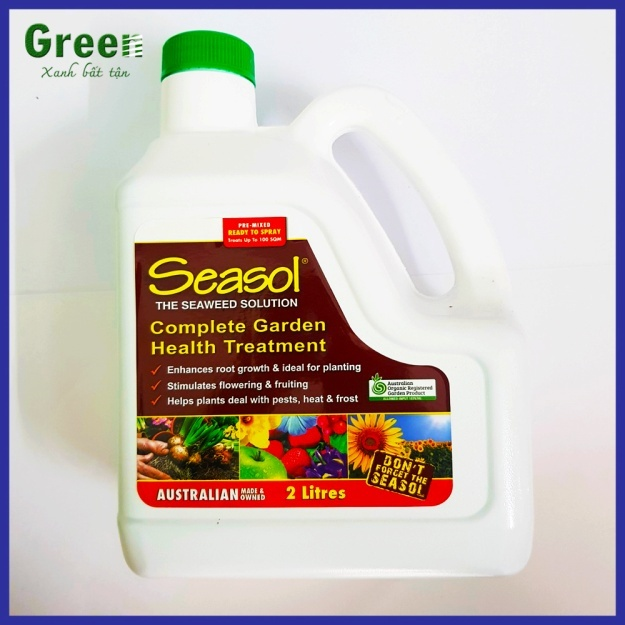 Green
Xanh bất tận
PRE-MIXED
READY TO SPRAY
Treats Up To 100 SQM
Seasol®
THE SEAWEED SOLUTION
Complete Garden
Health Treatment
✓ Enhances root growth & ideal for planting
✓ Stimulates flowering & fruiting
✓ Helps plants deal with pests, heat & frost
Australian
Organic Registered
Garden Product
ALLOWED INPUT
DON'T
FORGET THE
SEASOL
AUSTRALIAN MADE & OWNED 2 Litres